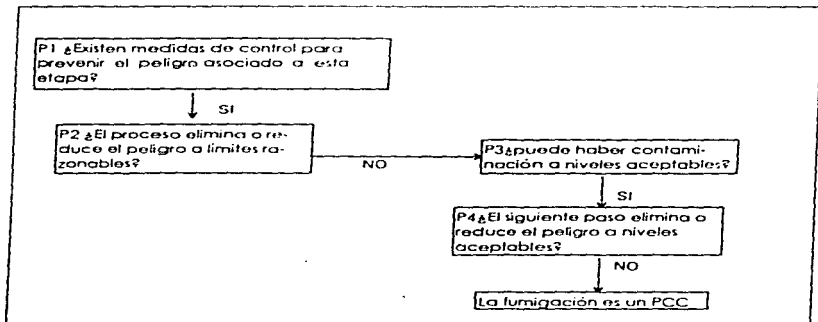 P1 ¿Existen medidas de control para
prevenir el peligro asociado a esta
etapa?
SI
P2 ¿El proceso elimina o re-
duce el peligro a limites ra-
zonables?
NO
P3¿puede haber contami-
nación a niveles aceptables?
SI
P4¿El siguiente paso elimina o
reduce el peligro a niveles
aceptables?
NO
La fumigación es un PCC